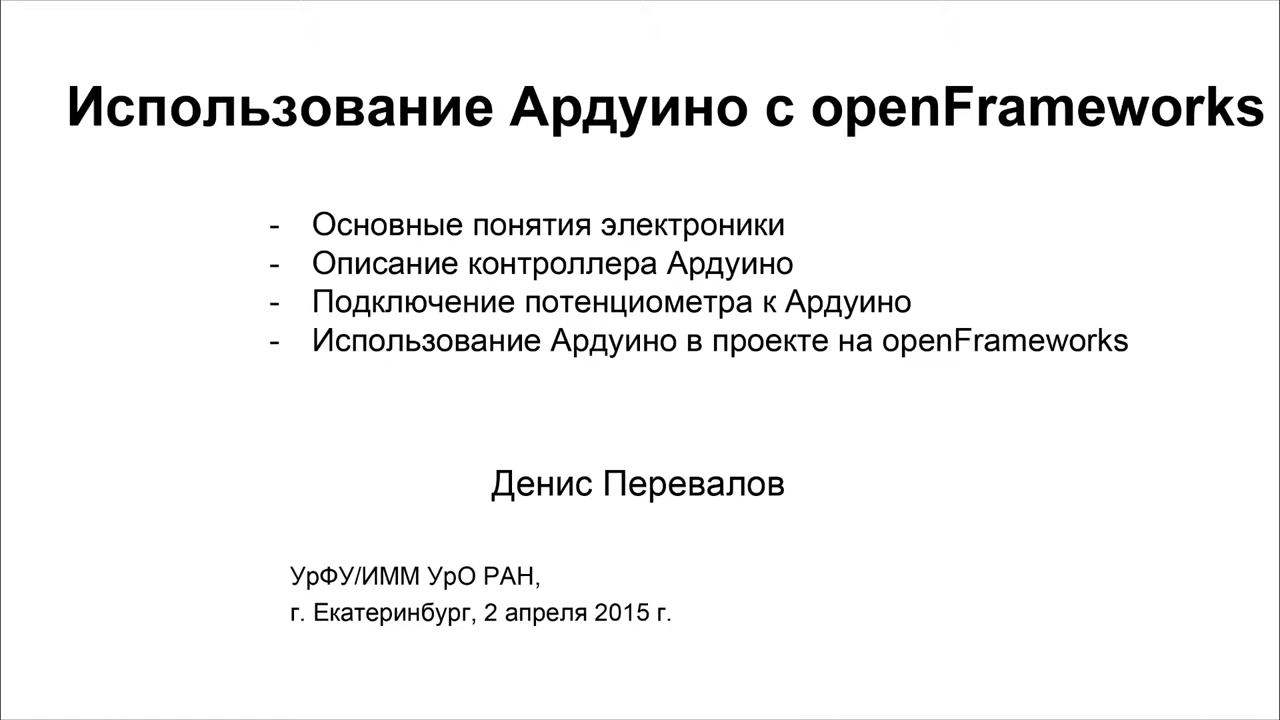 Использование Ардуино с openFrameworks
- Основные понятия электроники
- Описание контроллера Ардуино
- Подключение потенциометра к Ардуино
- Использование Ардуино в проекте на openFrameworks
Денис Перевалов
УрФУ/ИММ УрО РАН,
г. Екатеринбург, 2 апреля 2015 г.